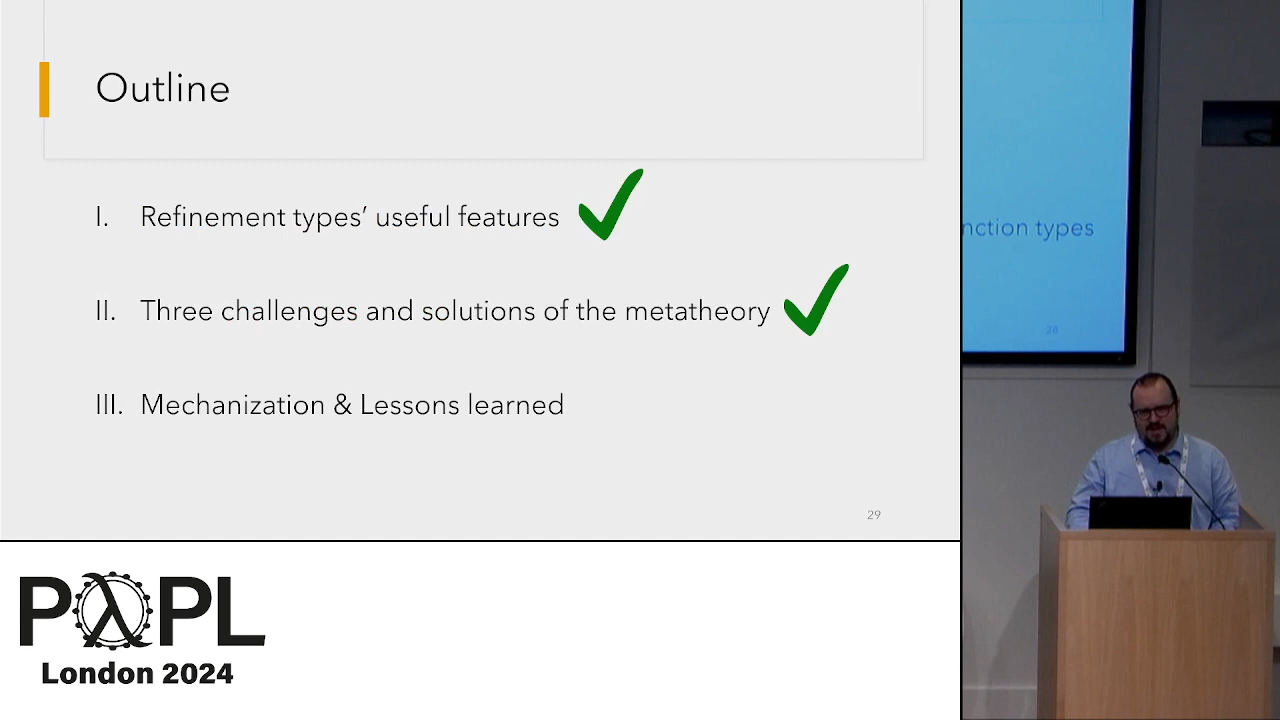 Outline
I. Refinement types’ useful features
II. Three challenges and solutions of the metatheory
III. Mechanization & Lessons learned
29
nction types
28
PλPL
London 2024